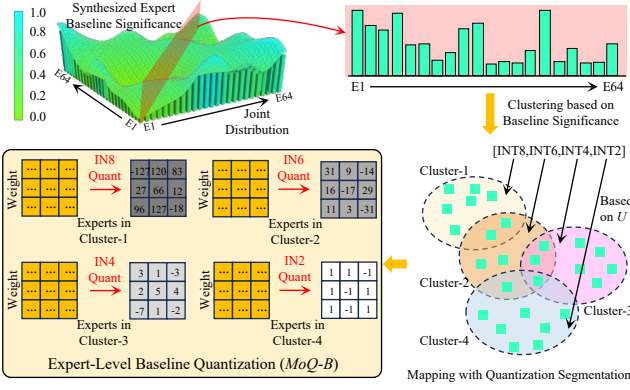 Synthesized Expert
Baseline Significance
1.0
0.8
0.6
0.4
0.2
0.0
E64
E1
E1
E64
Joint
Distribution
E1
E64
Clustering based on
Baseline Significance
[INT8,INT6,INT4,INT2]
Cluster-1
Based
on U
Cluster-2
Cluster-3
Cluster-4
Mapping with Quantization Segmentation
Weight
... ... ...
... ... ...
... ... ...
IN8
Quant
-127 120 83
27 66 12
96 127 -18
Experts in
Cluster-1
Weight
... ... ...
... ... ...
... ... ...
IN6
Quant
31 9 -14
16 -17 29
11 3 -31
Experts in
Cluster-2
Weight
... ... ...
... ... ...
... ... ...
IN4
Quant
3 1 -3
2 5 4
-7 1 -2
Experts in
Cluster-3
Weight
... ... ...
... ... ...
... ... ...
IN2
Quant
1 1 -1
1 1 1
1 1 1
Experts in
Cluster-4
Expert-Level Baseline Quantization (MoQ-B)